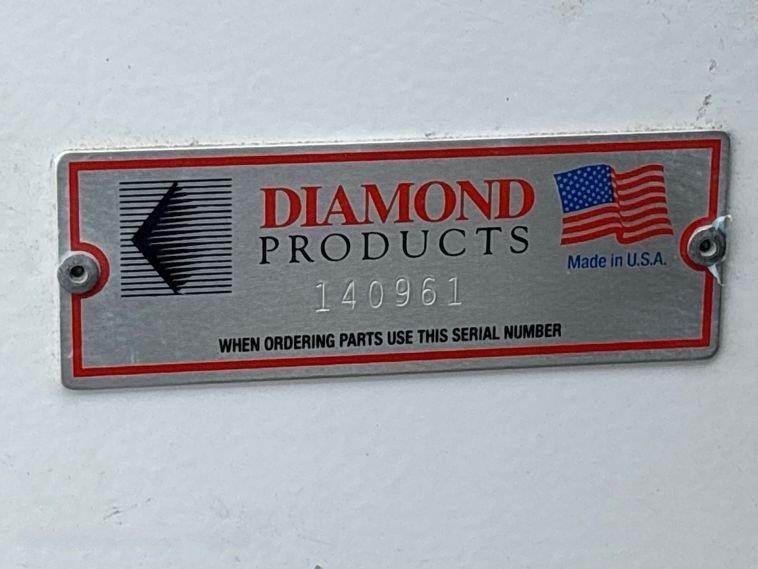 DIAMOND
PRODUCTS
Made in U.S.A.
140961
WHEN ORDERING PARTS USE THIS SERIAL NUMBER